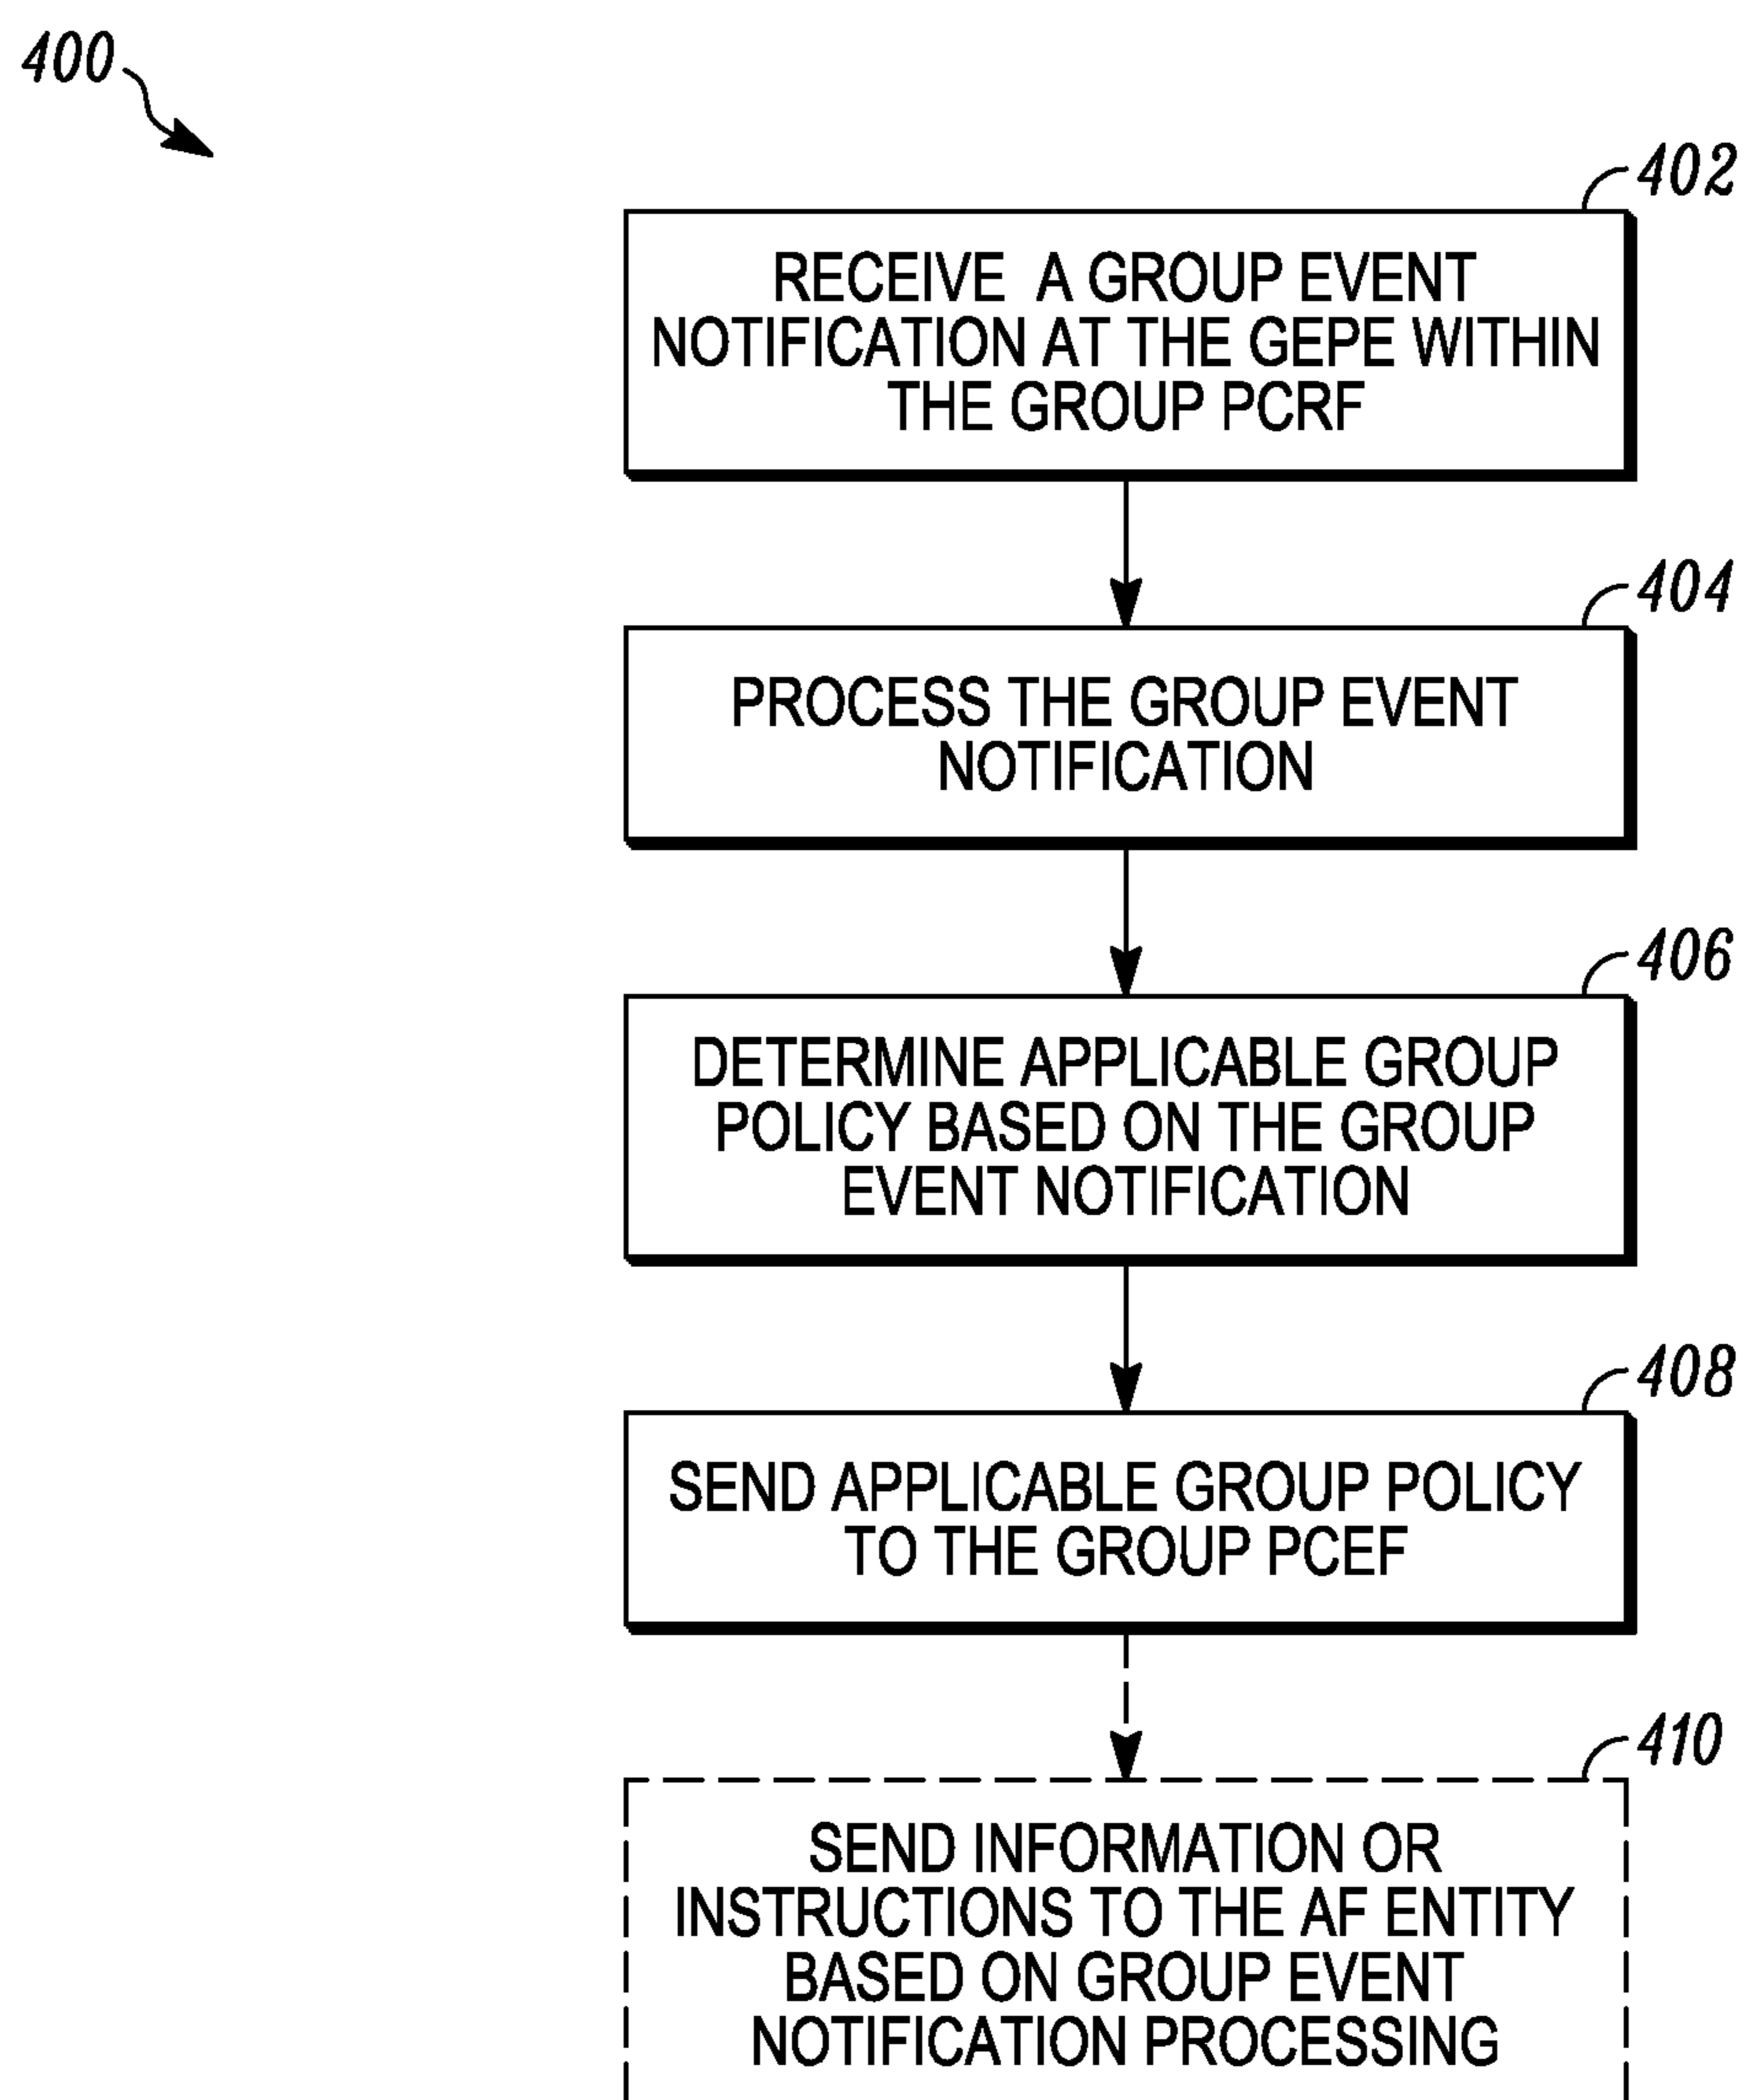 400
402
RECEIVE A GROUP EVENT
NOTIFICATION AT THE GEPE WITHIN
THE GROUP PCRF
404
PROCESS THE GROUP EVENT
NOTIFICATION
406
DETERMINE APPLICABLE GROUP
POLICY BASED ON THE GROUP
EVENT NOTIFICATION
408
SEND APPLICABLE GROUP POLICY
TO THE GROUP PCEF
410
SEND INFORMATION OR
INSTRUCTIONS TO THE AF ENTITY
BASED ON GROUP EVENT
NOTIFICATION PROCESSING